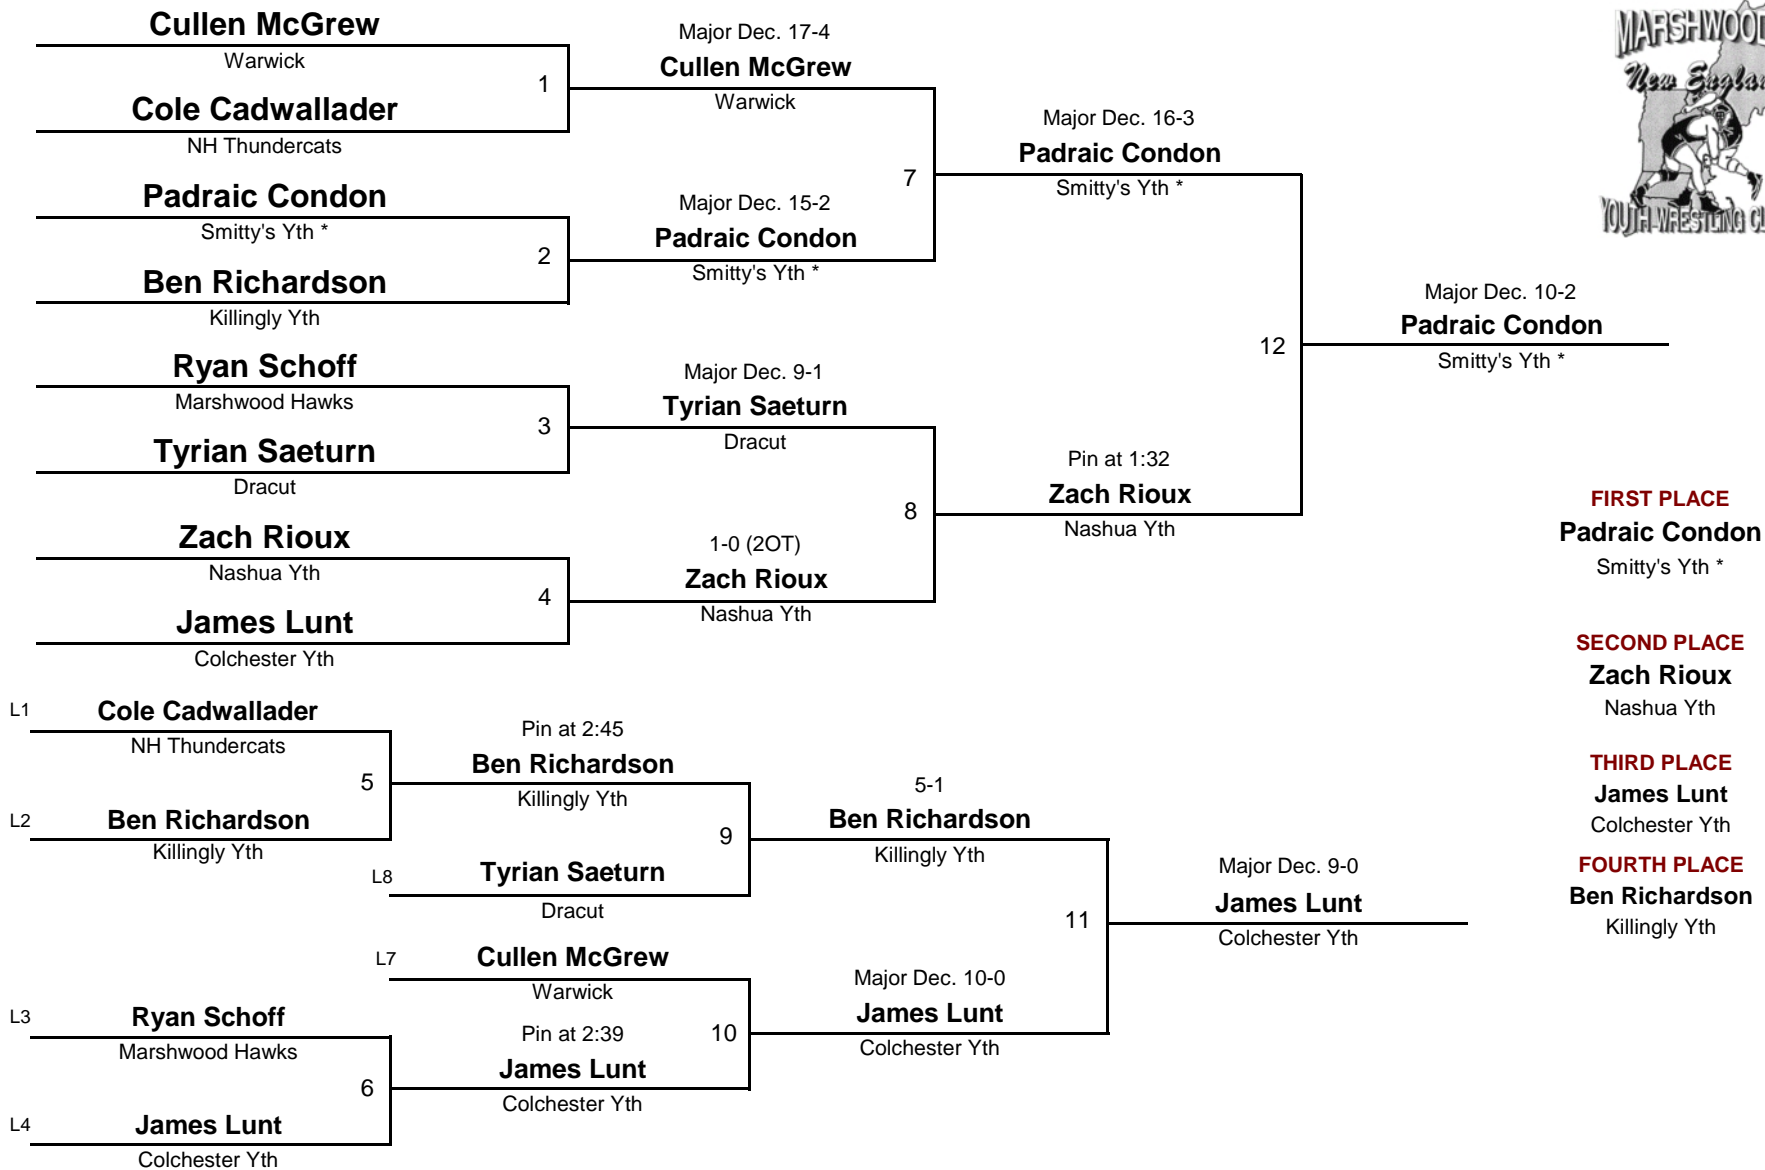 Cullen McGrew
Warwick
1
Cole Cadwallader
NH Thundercats
Padraic Condon
Smitty's Yth *
2
Ben Richardson
Killingly Yth
Ryan Schoff
Marshwood Hawks
3
Tyrian Saeturn
Dracut
Zach Rioux
Nashua Yth
4
James Lunt
Colchester Yth
Major Dec. 17-4
Cullen McGrew
Warwick
7
Major Dec. 15-2
Padraic Condon
Smitty's Yth *
Major Dec. 9-1
Tyrian Saeturn
Dracut
8
1-0 (2OT)
Zach Rioux
Nashua Yth
Major Dec. 16-3
Padraic Condon
Smitty's Yth *
12
Pin at 1:32
Zach Rioux
Nashua Yth
Major Dec. 10-2
Padraic Condon
Smitty's Yth *
MARSHWOOD
New
YOUTH WRESTLING
FIRST PLACE
Padraic Condon
Smitty's Yth *
SECOND PLACE
Zach Rioux
Nashua Yth
THIRD PLACE
James Lunt
Colchester Yth
FOURTH PLACE
Ben Richardson
Killingly Yth
L1
Cole Cadwallader
NH Thundercats
5
L2
Ben Richardson
Killingly Yth
Pin at 2:45
Ben Richardson
Killingly Yth
9
L8
Tyrian Saeturn
Dracut
L7
Cullen McGrew
Warwick
10
L3
Ryan Schoff
Marshwood Hawks
6
L4
James Lunt
Colchester Yth
Pin at 2:39
James Lunt
Colchester Yth
5-1
Ben Richardson
Killingly Yth
11
Major Dec. 10-0
James Lunt
Colchester Yth
Major Dec. 9-0
James Lunt
Colchester Yth